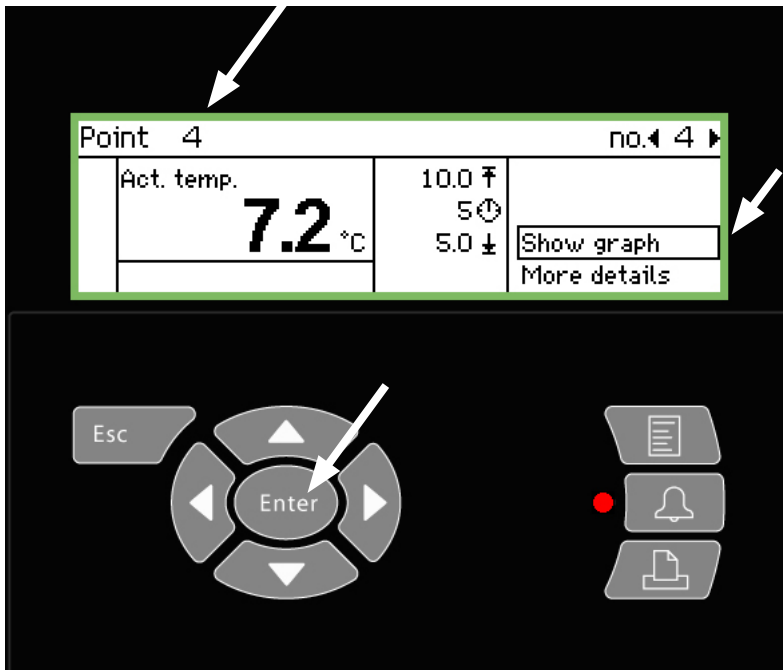 Point 4 no. 4
Act. temp.
7.2 °C
10.0
5
5.0
Show graph
More details
Esc
Enter